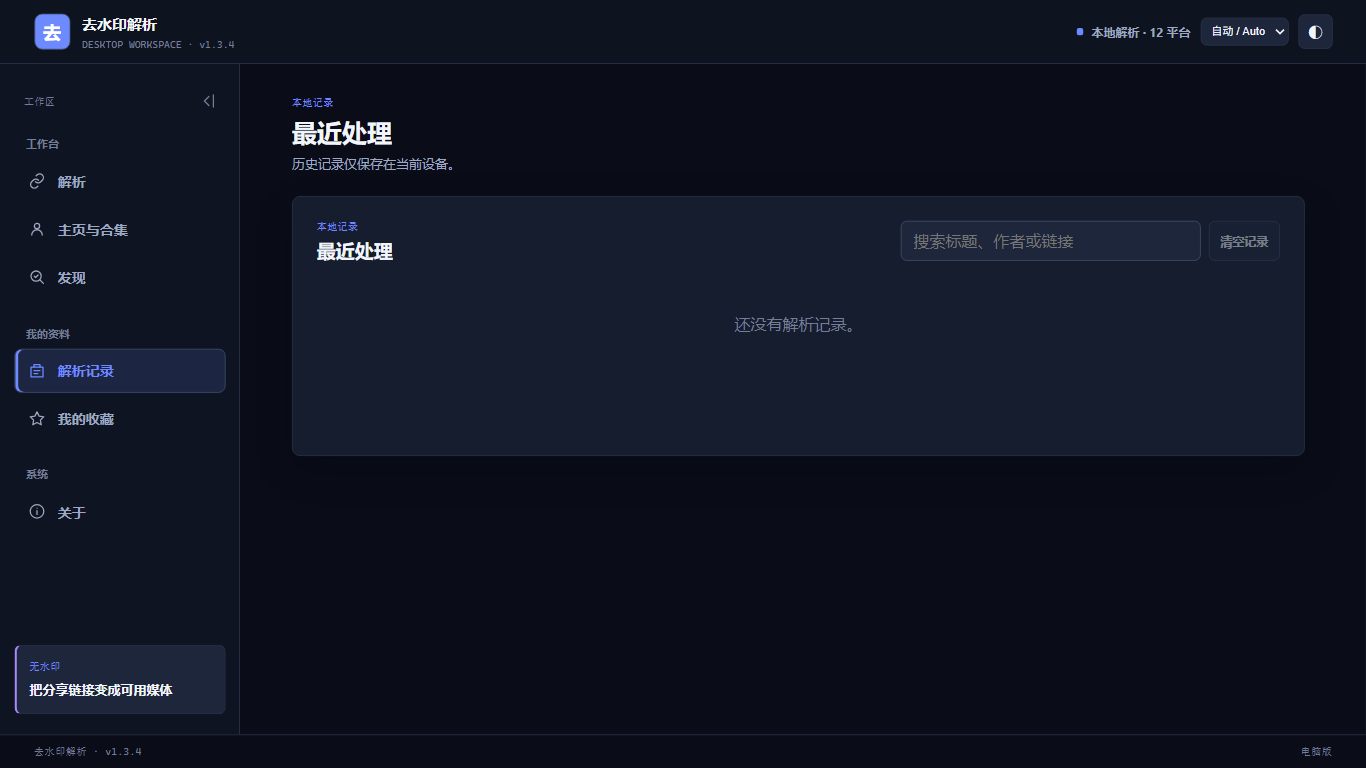 去
去水印解析
DESKTOP WORKSPACE · v1.3.4
本地解析 · 12 平台
自动 / Auto
工作区
工作台
解析
主页与合集
发现
我的资料
解析记录
我的收藏
系统
关于
无水印
把分享链接变成可用媒体
本地记录
最近处理
历史记录仅保存在当前设备。
本地记录
最近处理
搜索标题、作者或链接
清空记录
还没有解析记录。
去水印解析 · v1.3.4
电脑版